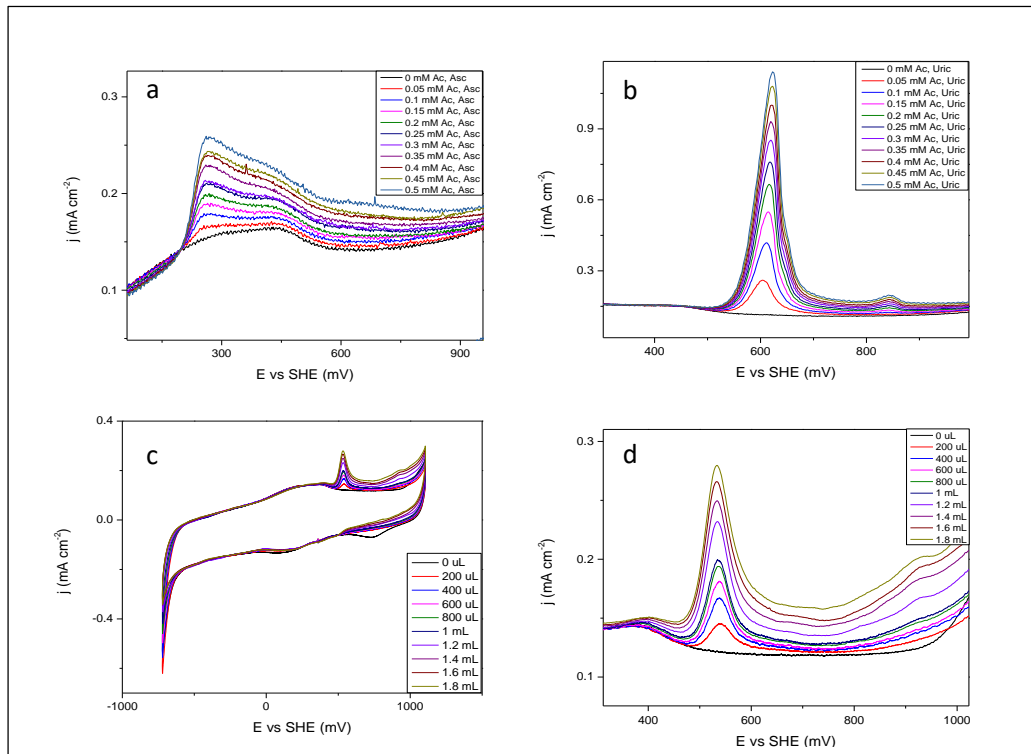 a
0.3
0.2
0.1
j (mA cm-2)
300
600
900
E vs SHE (mV)
0 mM Ac, Asc
0.05 mM Ac, Asc
0.1 mM Ac, Asc
0.15 mM Ac, Asc
0.2 mM Ac, Asc
0.25 mM Ac, Asc
0.3 mM Ac, Asc
0.35 mM Ac, Asc
0.4 mM Ac, Asc
0.45 mM Ac, Asc
0.5 mM Ac, Asc
b
0.9
0.6
0.3
j (mA cm-2)
400
600
800
E vs SHE (mV)
0 mM Ac, Uric
0.05 mM Ac, Uric
0.1 mM Ac, Uric
0.15 mM Ac, Uric
0.2 mM Ac, Uric
0.25 mM Ac, Uric
0.3 mM Ac, Uric
0.35 mM Ac, Uric
0.4 mM Ac, Uric
0.45 mM Ac, Uric
0.5 mM Ac, Uric
c
0.4
0.0
-0.4
j (mA cm-2)
-1000
0
1000
E vs SHE (mV)
0 uL
200 uL
400 uL
600 uL
800 uL
1 mL
1.2 mL
1.4 mL
1.6 mL
1.8 mL
d
0.3
0.2
0.1
j (mA cm-2)
400
600
800
1000
E vs SHE (mV)
0 uL
200 uL
400 uL
600 uL
800 uL
1 mL
1.2 mL
1.4 mL
1.6 mL
1.8 mL